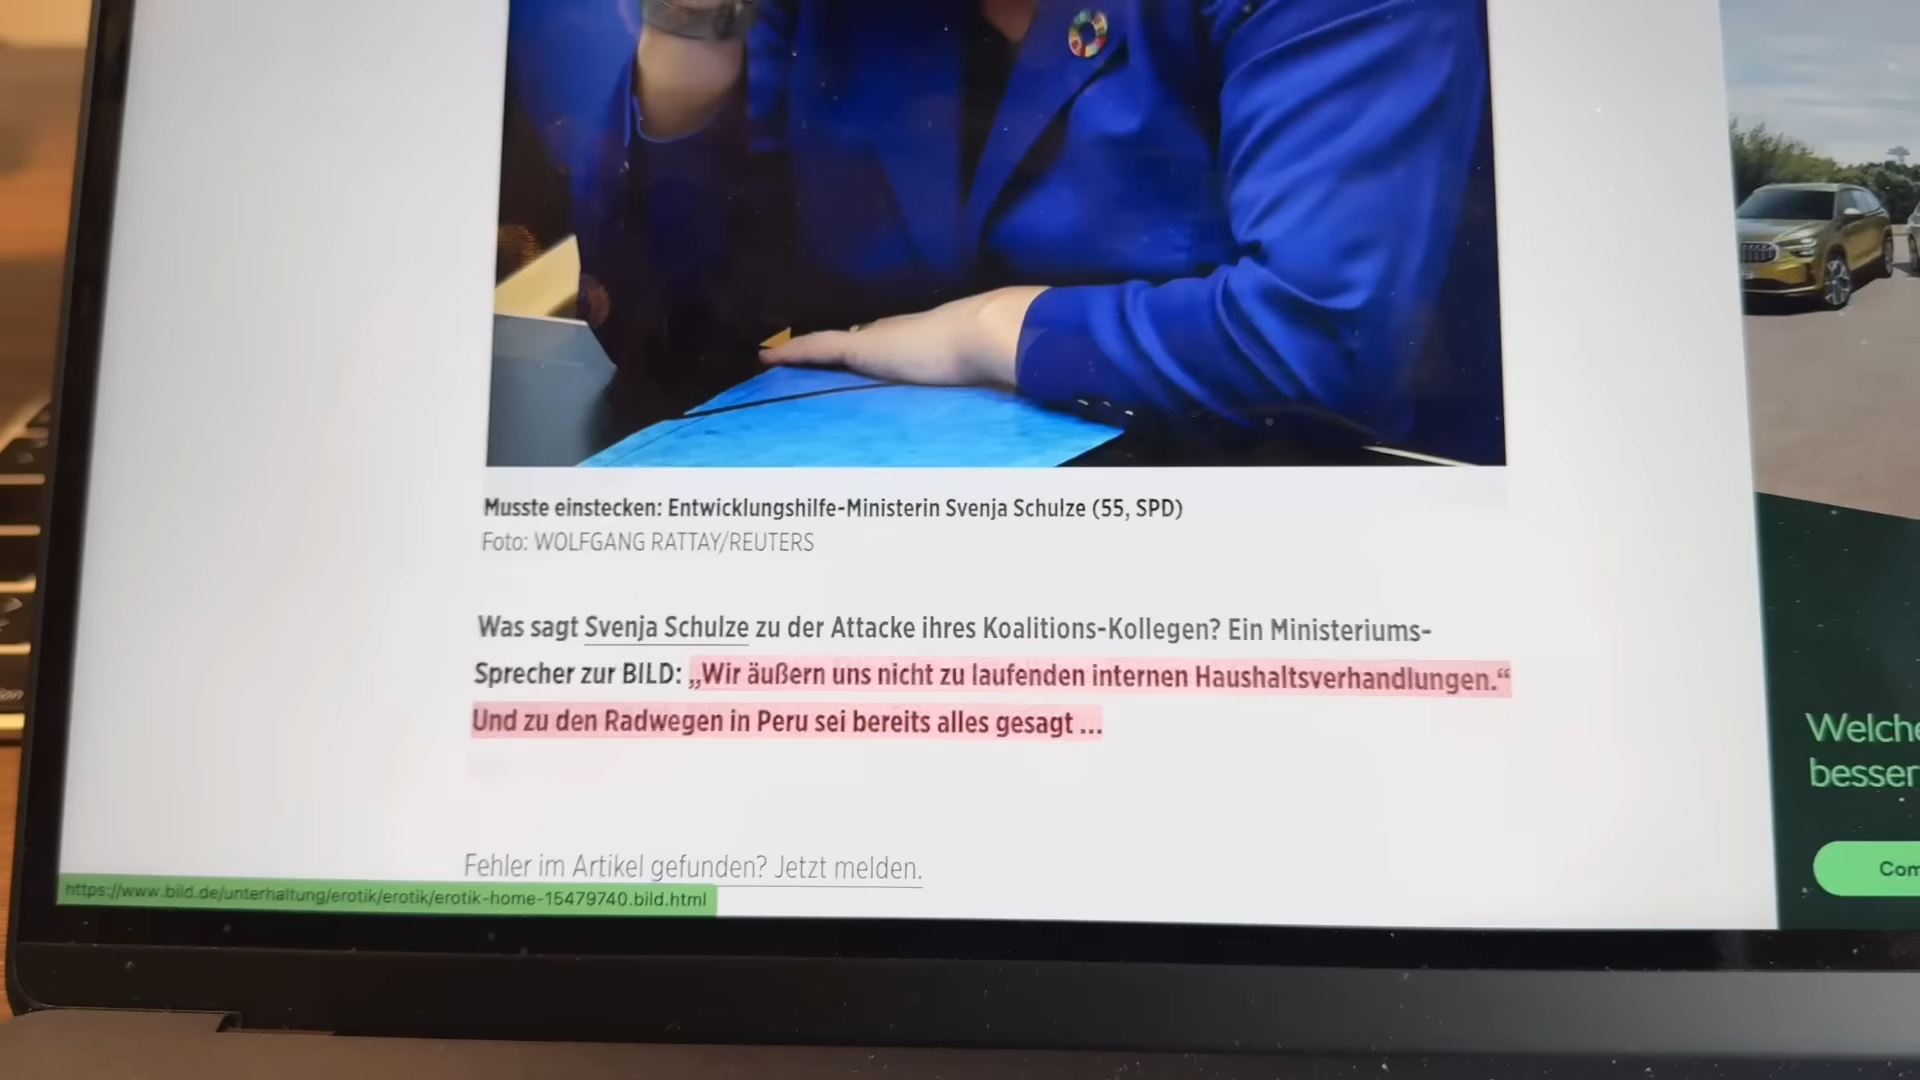 Musste einstecken: Entwicklungshilfe-Ministerin Svenja Schulze (55, SPD)
Foto: WOLFGANG RATTAY/REUTERS
Was sagt Svenja Schulze zu der Attacke ihres Koalitions-Kollegen? Ein Ministeriums-
Sprecher zur BILD: „Wir äußern uns nicht zu laufenden internen Haushaltsverhandlungen.“
Und zu den Radwegen in Peru sei bereits alles gesagt ...
Fehler im Artikel gefunden? Jetzt melden.
https://www.bild.de/unterhaltung/erotik/erotik/erotik-home-15479740.bild.html
Welche
besser
Com